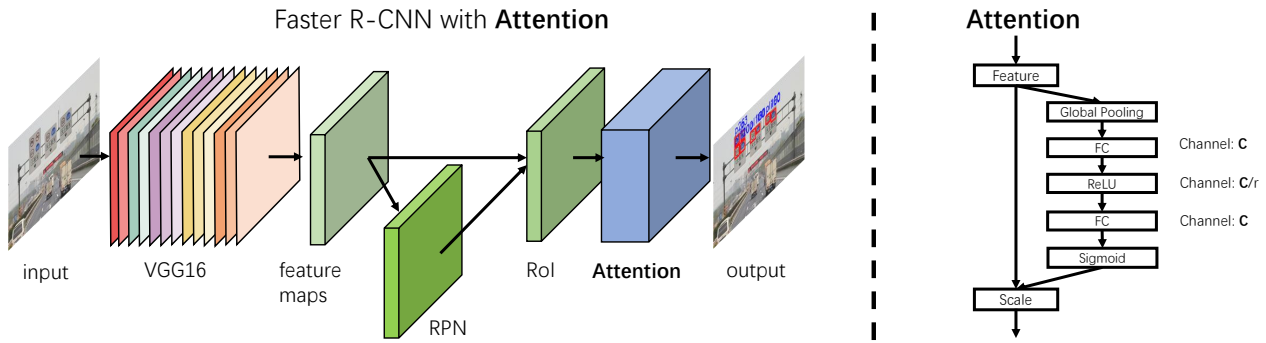 Faster R-CNN with Attention
input
VGG16
feature
maps
RPN
RoI
Attention
output
Attention
Feature
Global Pooling
FC
Channel: C
ReLU
Channel: C/r
FC
Channel: C
Sigmoid
Scale